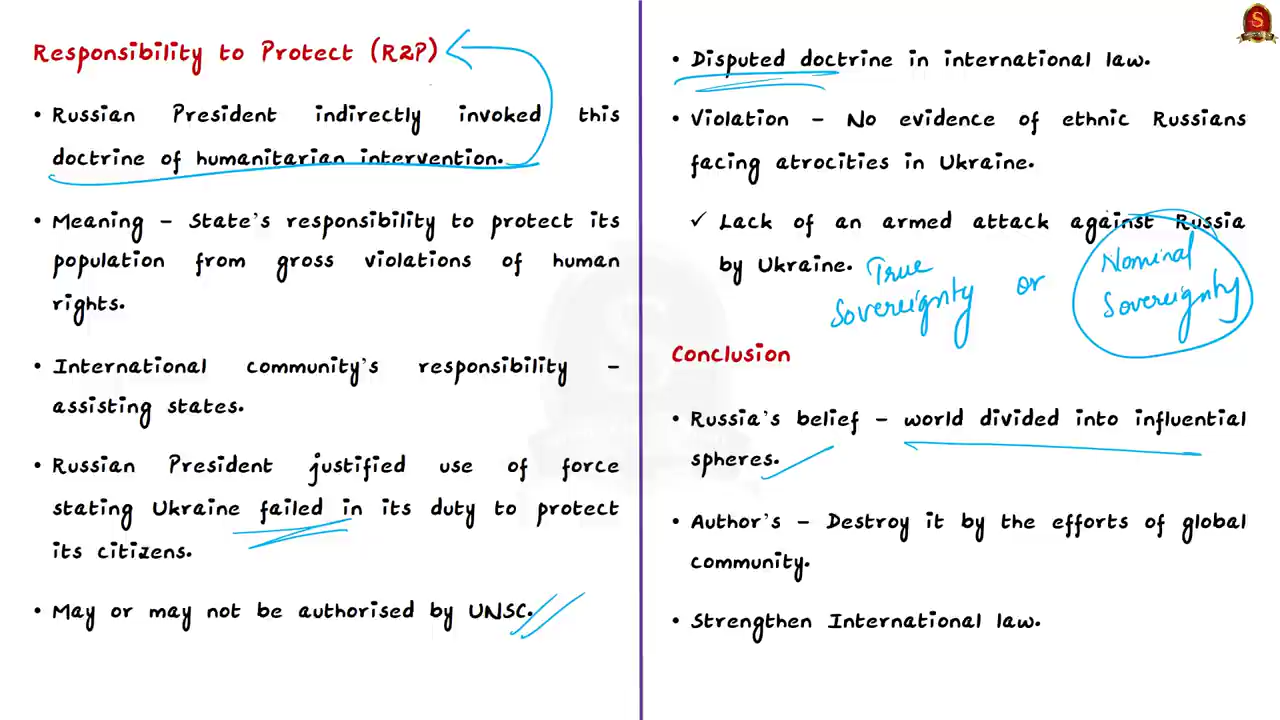 Responsibility to Protect (R2P)
• Russian President indirectly invoked this
doctrine of humanitarian intervention.
• Meaning – State's responsibility to protect its
population from gross violations of human
rights.
• International community's responsibility –
assisting states.
• Russian President justified use of force
stating Ukraine failed in its duty to protect
its citizens.
• May or may not be authorised by UNSC.
• Disputed doctrine in international law.
• Violation – No evidence of ethnic Russians
facing atrocities in Ukraine.
✓ Lack of an armed attack against Russia
by Ukraine.
True
Sovereignty or
Nominal
Sovereignty
Conclusion
• Russia's belief – world divided into influential
spheres.
• Author's – Destroy it by the efforts of global
community.
• Strengthen International law.
S